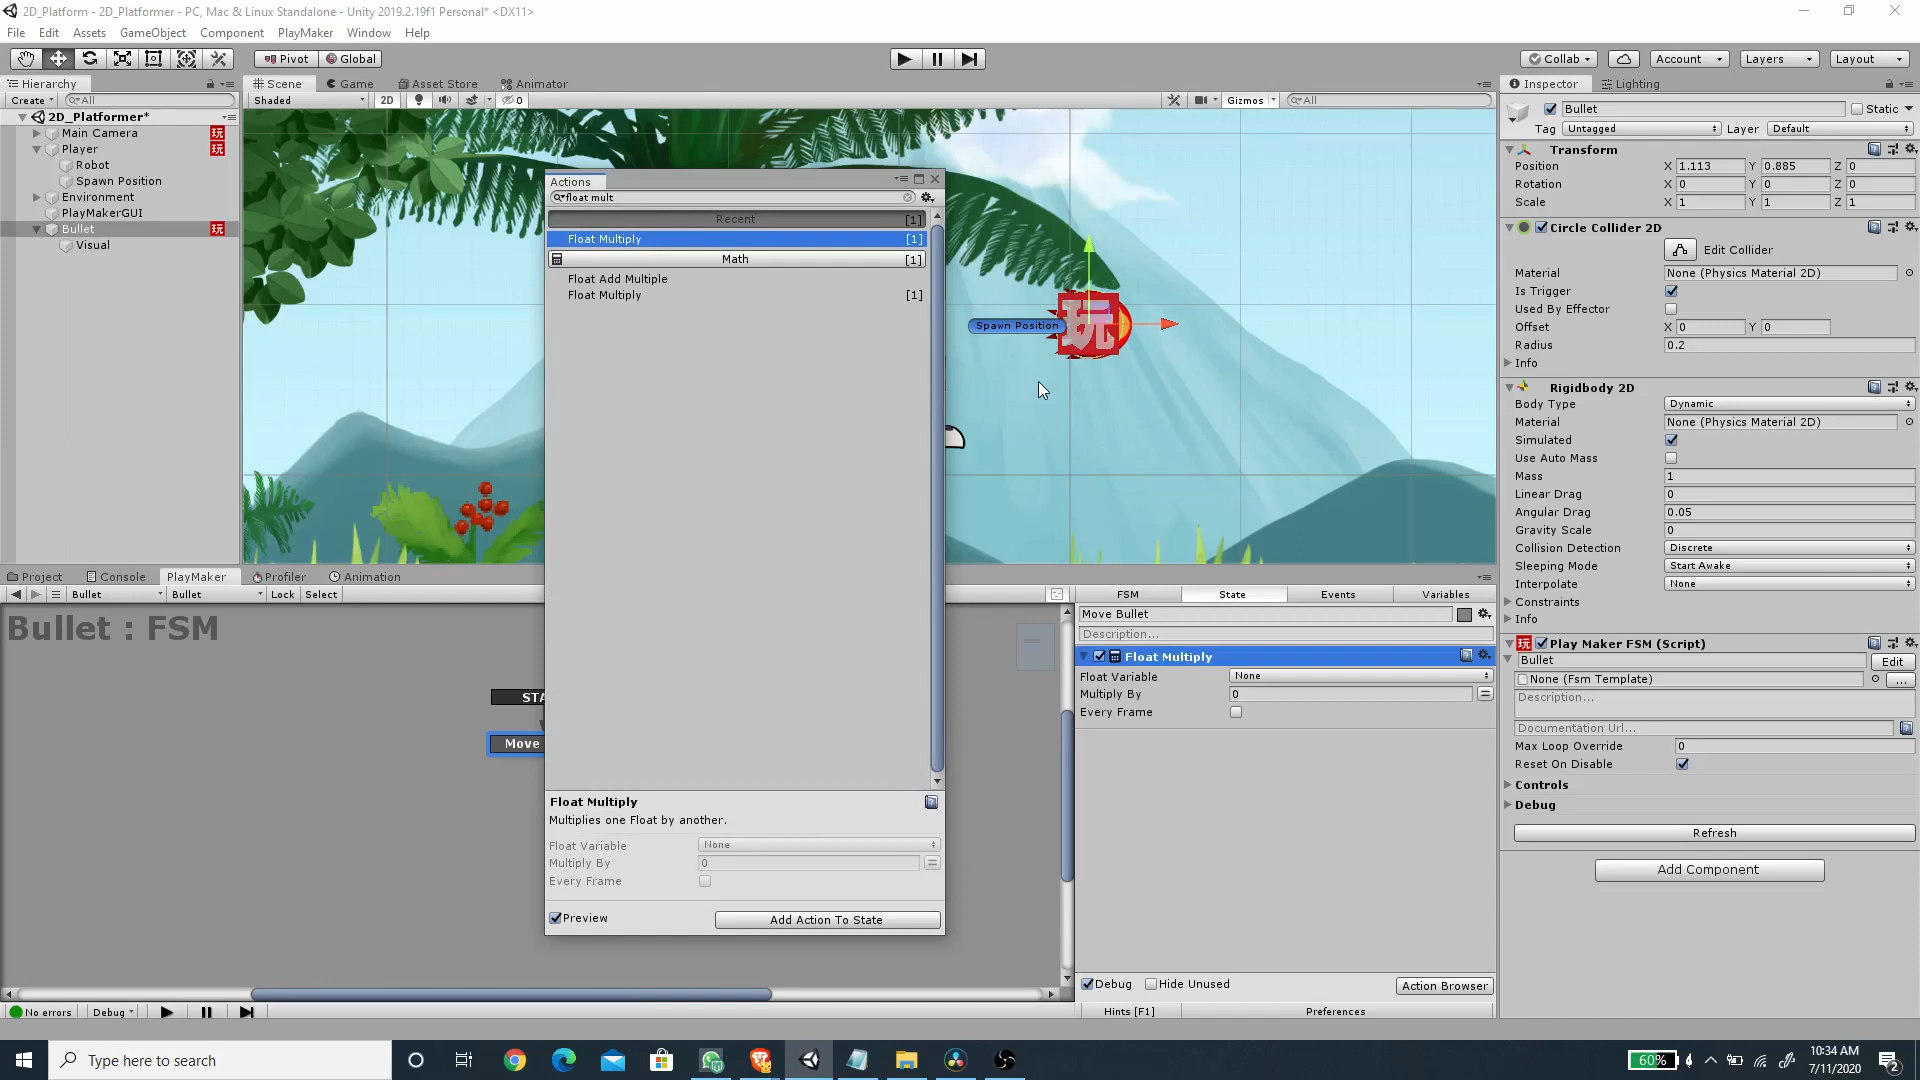 2D_Platform - 2D_Platformer - PC, Mac & Linux Standalone - Unity 2019.2.19f1 Personal* <DX11>
File Edit Assets GameObject Component PlayMaker Window Help
Pivot Global Collab Account Layers Layout
Hierarchy Scene Game Asset Store Animator Inspector Lighting
Create All Shaded 2D 0 Gizmos All
2D_Platformer*
Main Camera 玩
Player 玩
Robot
Spawn Position
Environment
PlayMakerGUI
Bullet 玩
Visual
Actions
float mult
Recent [1]
Float Multiply [1]
Math [1]
Float Add Multiple
Float Multiply [1]
Float Multiply
Multiplies one Float by another.
Float Variable None
Multiply By 0
Every Frame
Preview Add Action To State
Spawn Position
玩
Bullet Static
Tag Untagged Layer Default
Transform
Position X 1.113 Y 0.885 Z 0
Rotation X 0 Y 0 Z 0
Scale X 1 Y 1 Z 1
Circle Collider 2D
Edit Collider
Material None (Physics Material 2D)
Is Trigger
Used By Effector
Offset X 0 Y 0
Radius 0.2
Info
Rigidbody 2D
Body Type Dynamic
Material None (Physics Material 2D)
Simulated
Use Auto Mass
Mass 1
Linear Drag 0
Angular Drag 0.05
Gravity Scale 0
Collision Detection Discrete
Sleeping Mode Start Awake
Interpolate None
Constraints
Info
玩 Play Maker FSM (Script)
Bullet Edit
None (Fsm Template) ...
Description...
Documentation Url...
Max Loop Override 0
Reset On Disable
Controls
Debug
Refresh
Add Component
Project Console PlayMaker Profiler Animation
Bullet Bullet Lock Select
Bullet : FSM
STA
Move
FSM State Events Variables
Move Bullet
Description...
Float Multiply
Float Variable None
Multiply By 0
Every Frame
Debug Hide Unused Action Browser
No errors Debug Hints [F1] Preferences
Type here to search
60%
10:34 AM
7/11/2020
2